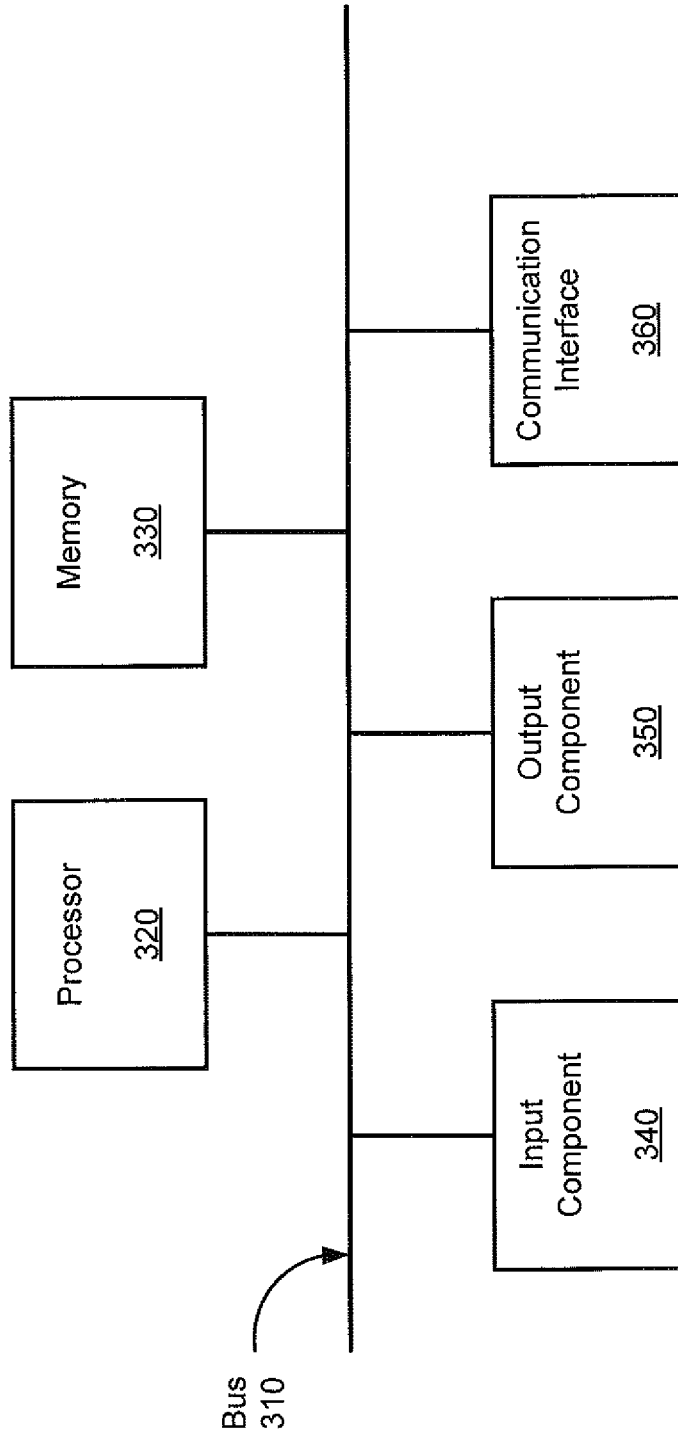 Processor
320
Memory
330
Bus
310
Input
Component
340
Output
Component
350
Communication
Interface
360